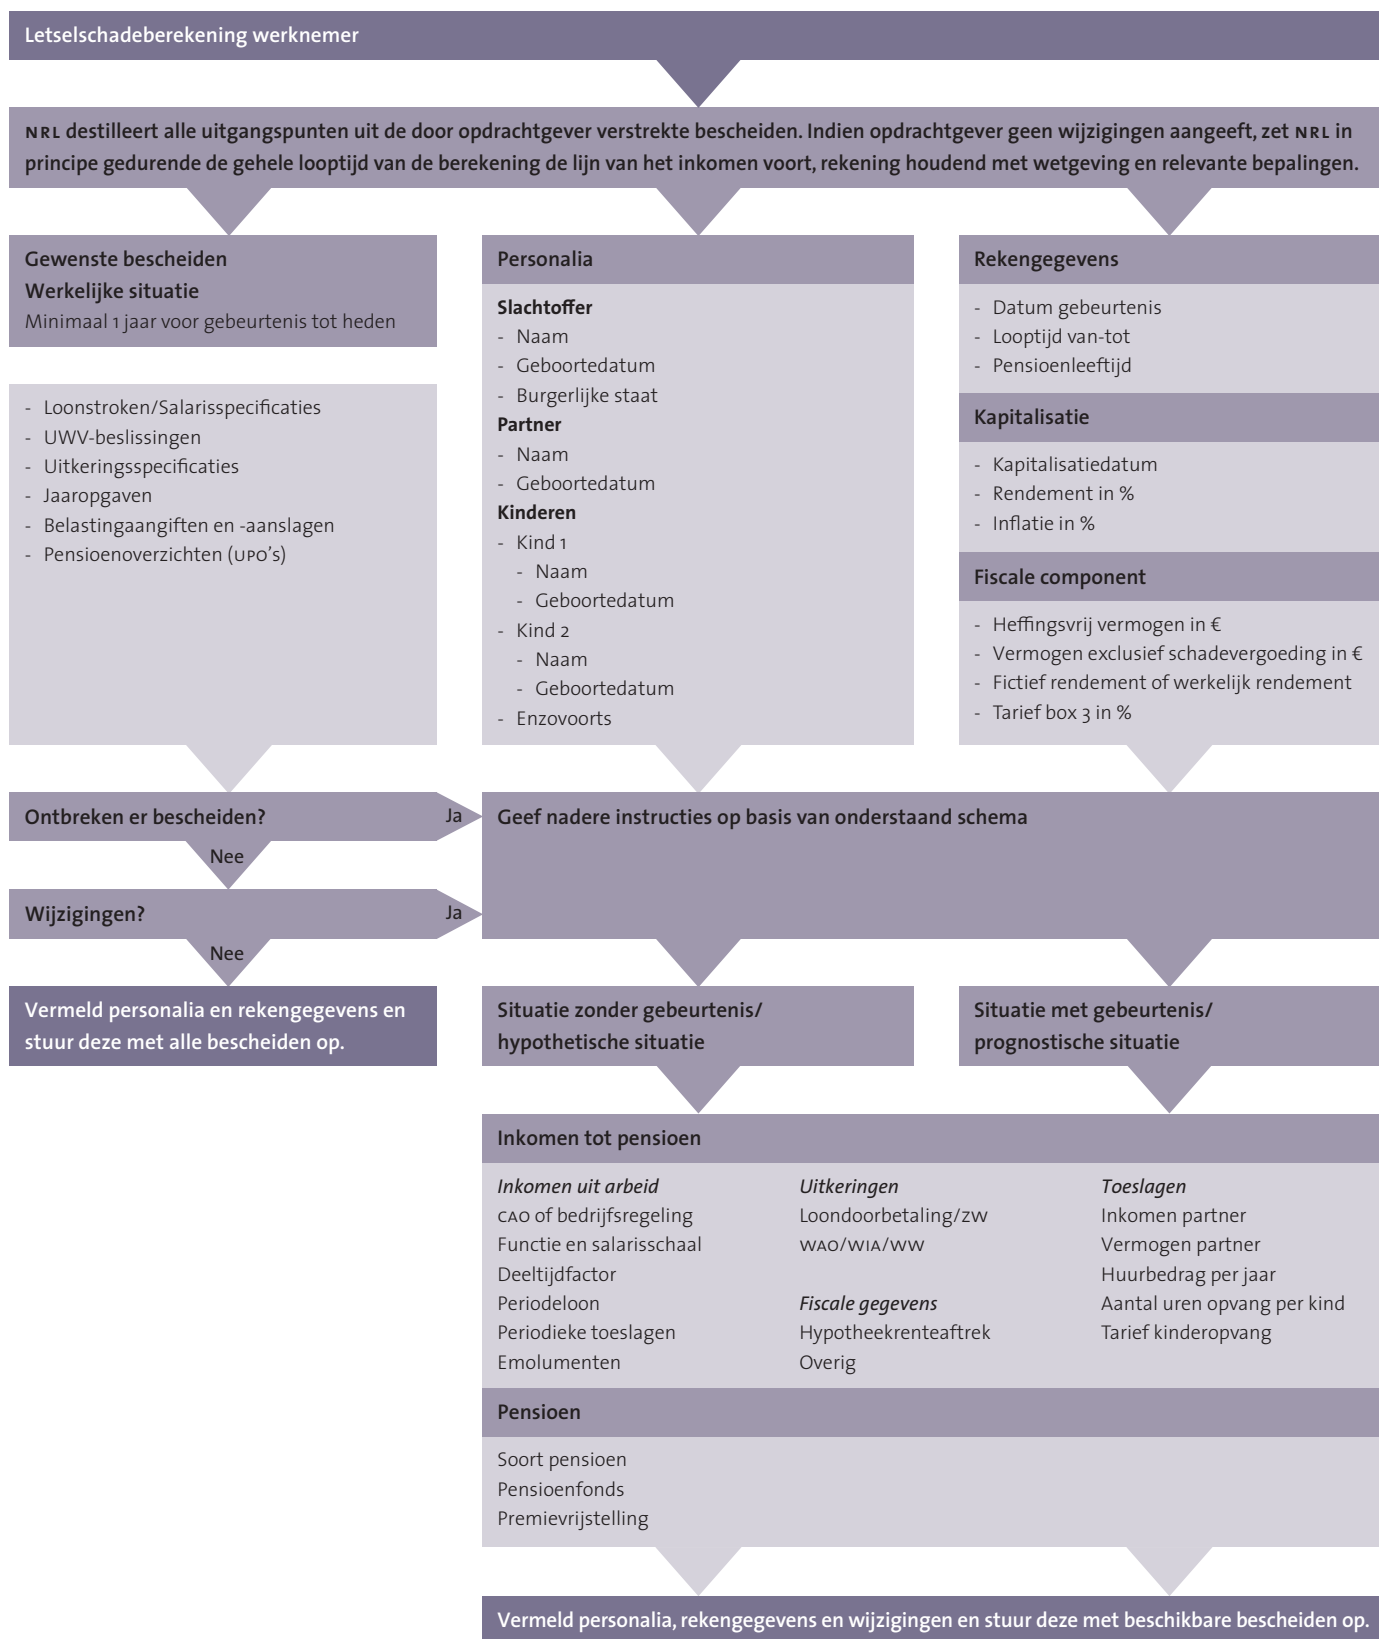 Letselschadeberekening werknemer
NRL destilleert alle uitgangspunten uit de door opdrachtgever verstrekte bescheiden. Indien opdrachtgever geen wijzigingen aangeeft, zet NRL in
principe gedurende de gehele looptijd van de berekening de lijn van het inkomen voort, rekening houdend met wetgeving en relevante bepalingen.
Gewenste bescheiden
Werkelijke situatie
Minimaal 1 jaar voor gebeurtenis tot heden
- Loonstroken/Salarisspecificaties
- UWV-beslissingen
- Uitkeringsspecificaties
- Jaaropgaven
- Belastingaangiften en -aanslagen
- Pensioenoverzichten (UPO's)
Personalia
Slachtoffer
- Naam
- Geboortedatum
- Burgerlijke staat
Partner
- Naam
- Geboortedatum
Kinderen
- Kind 1
- Naam
- Geboortedatum
- Kind 2
- Naam
- Geboortedatum
- Enzovoorts
Rekengegevens
- Datum gebeurtenis
- Looptijd van-tot
- Pensioenleeftijd
Kapitalisatie
- Kapitalisatiedatum
- Rendement in %
- Inflatie in %
Fiscale component
- Heffingsvrij vermogen in €
- Vermogen exclusief schadevergoeding in €
- Fictief rendement of werkelijk rendement
- Tarief box 3 in %
Ontbreken er bescheiden?
Ja
Nee
Wijzigingen?
Ja
Nee
Vermeld personalia en rekengegevens en
stuur deze met alle bescheiden op.
Geef nadere instructies op basis van onderstaand schema
Situatie zonder gebeurtenis/
hypothetische situatie
Situatie met gebeurtenis/
prognostische situatie
Inkomen tot pensioen
Inkomen uit arbeid
CAO of bedrijfsregeling
Functie en salarisschaal
Deeltijdfactor
Periodeloon
Periodieke toeslagen
Emolumenten
Uitkeringen
Loondoorbetaling/ZW
WAO/WIA/WW
Fiscale gegevens
Hypotheekrenteaftrek
Overig
Toeslagen
Inkomen partner
Vermogen partner
Huurbedrag per jaar
Aantal uren opvang per kind
Tarief kinderopvang
Pensioen
Soort pensioen
Pensioenfonds
Premievrijstelling
Vermeld personalia, rekengegevens en wijzigingen en stuur deze met beschikbare bescheiden op.